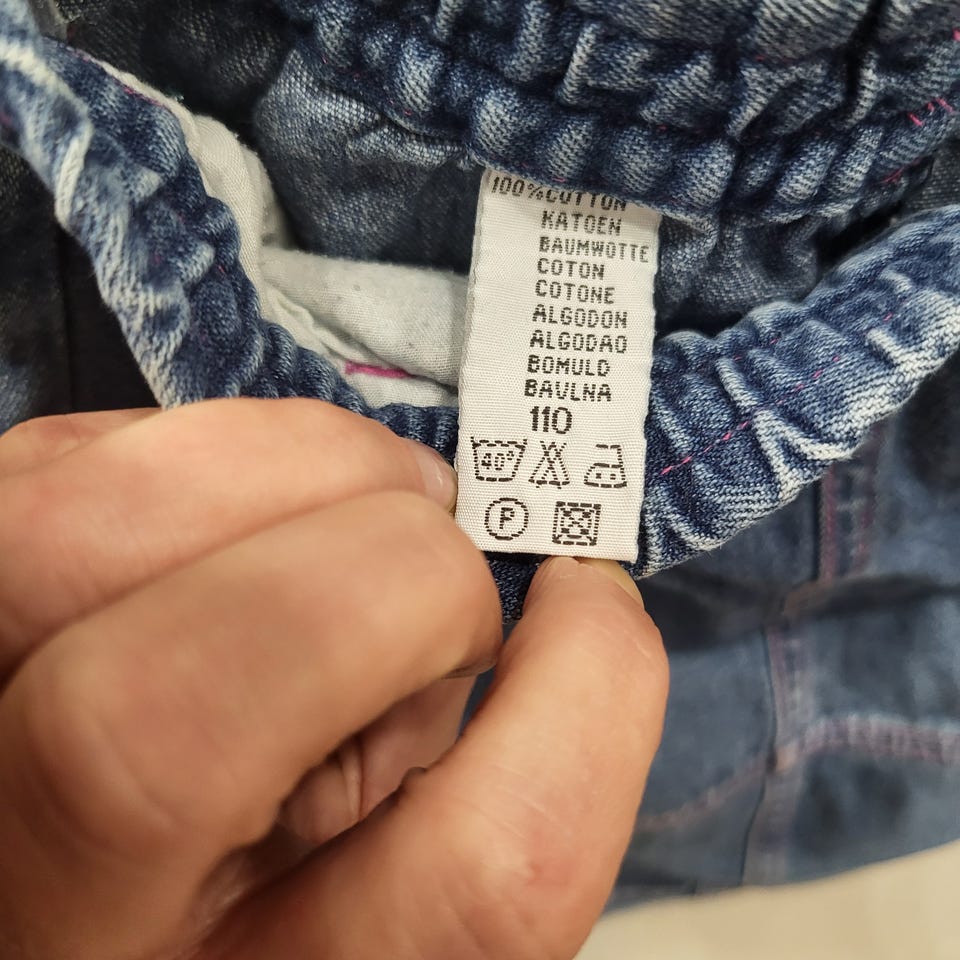 100%COTTON
KATOEN
BAUMWOTTE
COTON
COTONE
ALGODON
ALGODAO
BOMULD
BAVLNA
110
40°
P